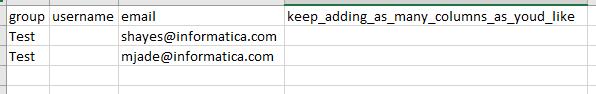 group username email keep_adding_as_many_columns_as_youd_like
Test shayes@informatica.com
Test mjade@informatica.com